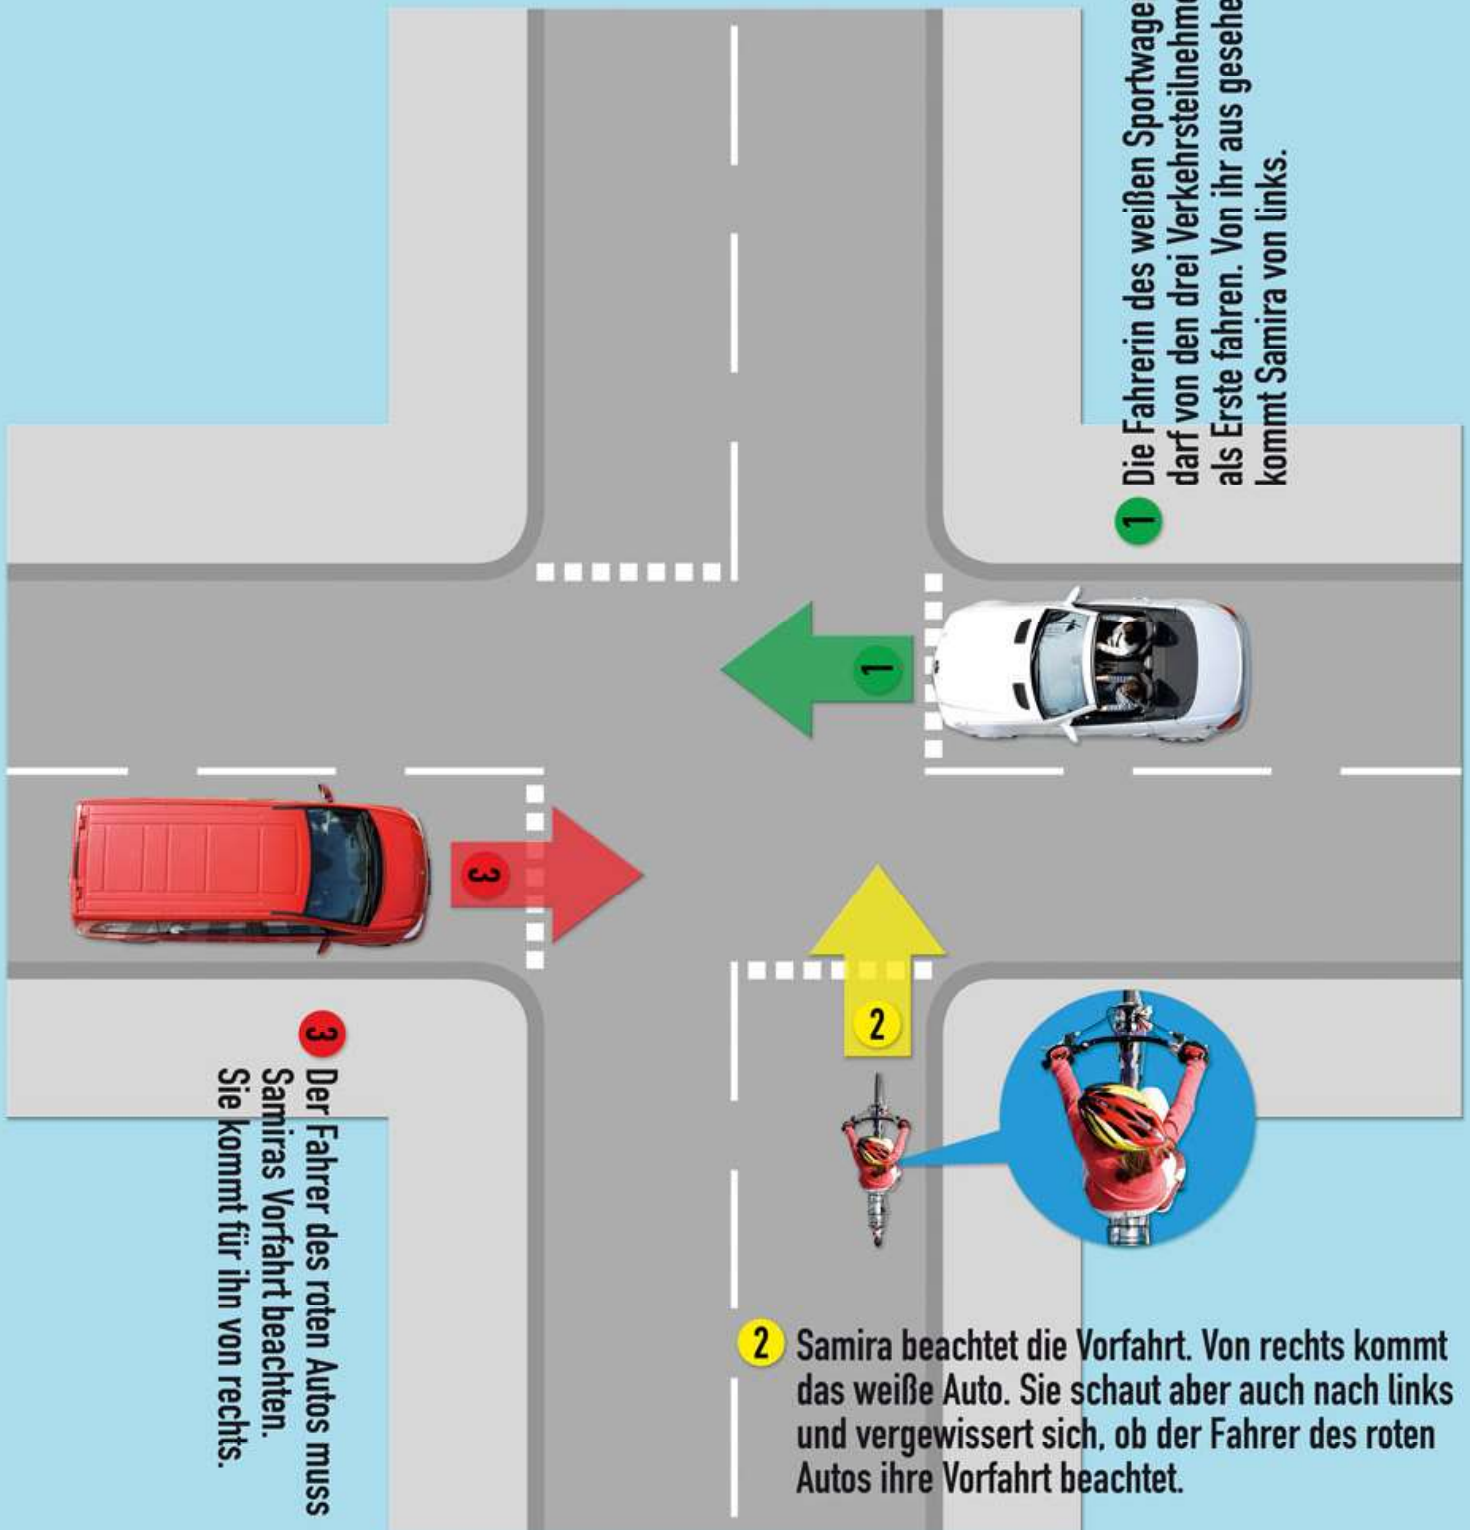 1 Die Fahrerin des weißen Sportwage
darf von den drei Verkehrsteilnehme
als Erste fahren. Von ihr aus gesehe
kommt Samira von links.
1
3
2
3 Der Fahrer des roten Autos muss
Samiras Vorfahrt beachten.
Sie kommt für ihn von rechts.
2 Samira beachtet die Vorfahrt. Von rechts kommt
das weiße Auto. Sie schaut aber auch nach links
und vergewissert sich, ob der Fahrer des roten
Autos ihre Vorfahrt beachtet.